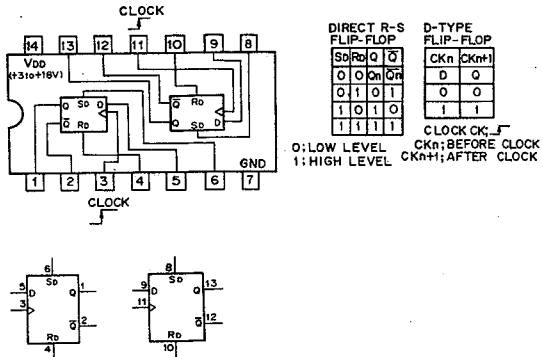 CLOCK
14 13 12 11 10 9 8
VDD
(+3to+18V)
SD D
Q
Q̅
RD
RD
Q̅
Q D
SD
GND
1 2 3 4 5 6 7
CLOCK
DIRECT R-S
FLIP-FLOP
SD RD Q Q̅
0 0 Qn Q̅n
0 1 0 1
1 0 1 0
1 1 1 1
0; LOW LEVEL
1; HIGH LEVEL
D-TYPE
FLIP-FLOP
CKn CKn+1
D Q
0 0
1 1
CLOCK CK;
CKn; BEFORE CLOCK
CKn+1; AFTER CLOCK
6
SD
5 D Q 1
3
Q̅ 2
RD
4
8
SD
9 D Q 13
11
Q̅ 12
RD
10